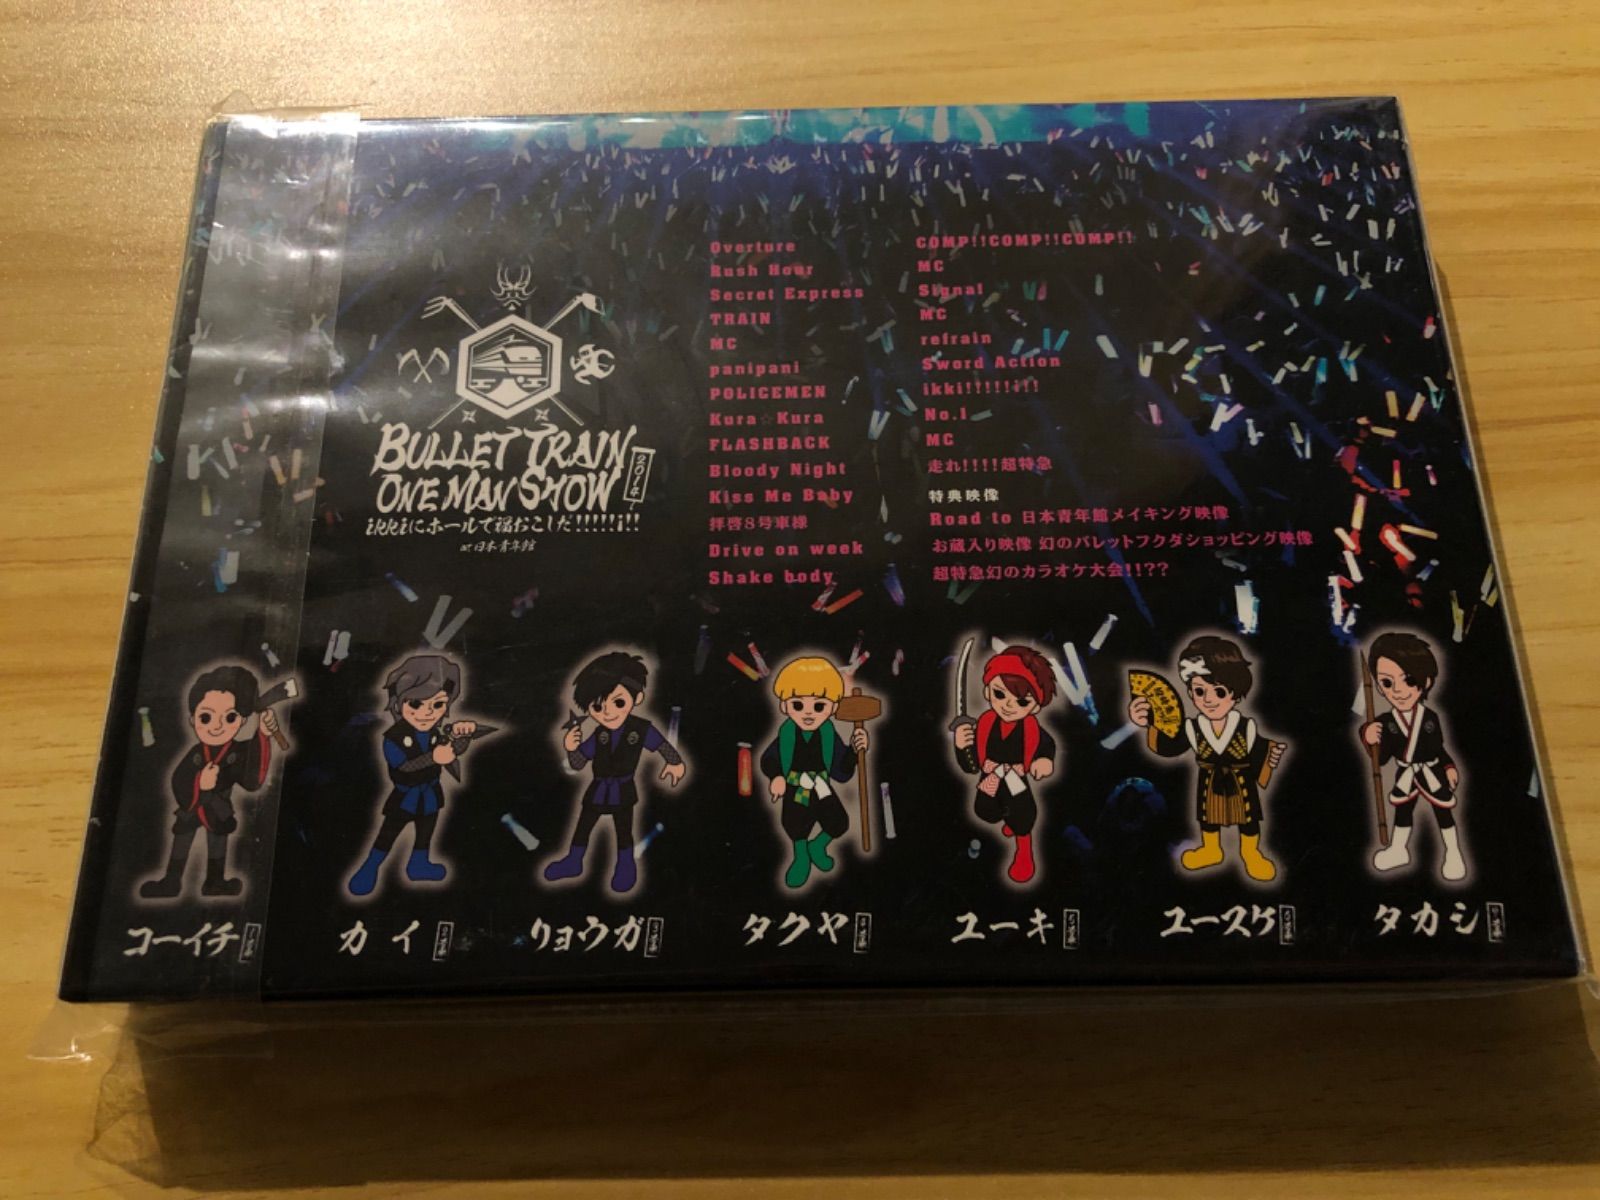 BULLET TRAIN
ONE MAN SHOW
2014
ikkiにホールで福おこしだ!!!!!i!!
at 日本青年館
Overture
Rush Hour
Secret Express
TRAIN
MC
panipani
POLICEMEN
Kura☆Kura
FLASHBACK
Bloody Night
Kiss Me Baby
拝啓8号車様
Drive on week
Shake body
COMP!!COMP!!COMP!!
MC
Signal
MC
refrain
Sword Action
ikki!!!!!i!!
No.1
MC
走れ!!!!超特急
特典映像
Road to 日本青年館メイキング映像
お蔵入り映像 幻のバレットフクダショッピング映像
超特急幻のカラオケ大会!!??
コーイチ
カイ
リョウガ
タクヤ
ユーキ
ユースケ
タカシ